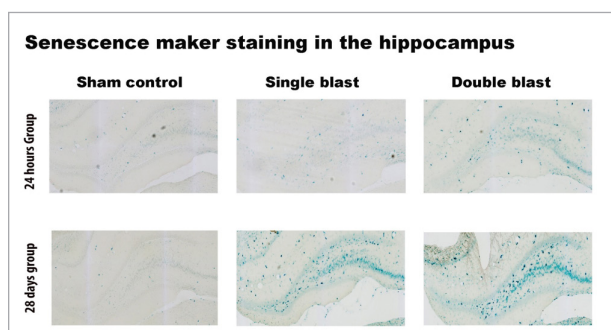 Senescence maker staining in the hippocampus
Sham control
Single blast
Double blast
24 hours Group
28 days group